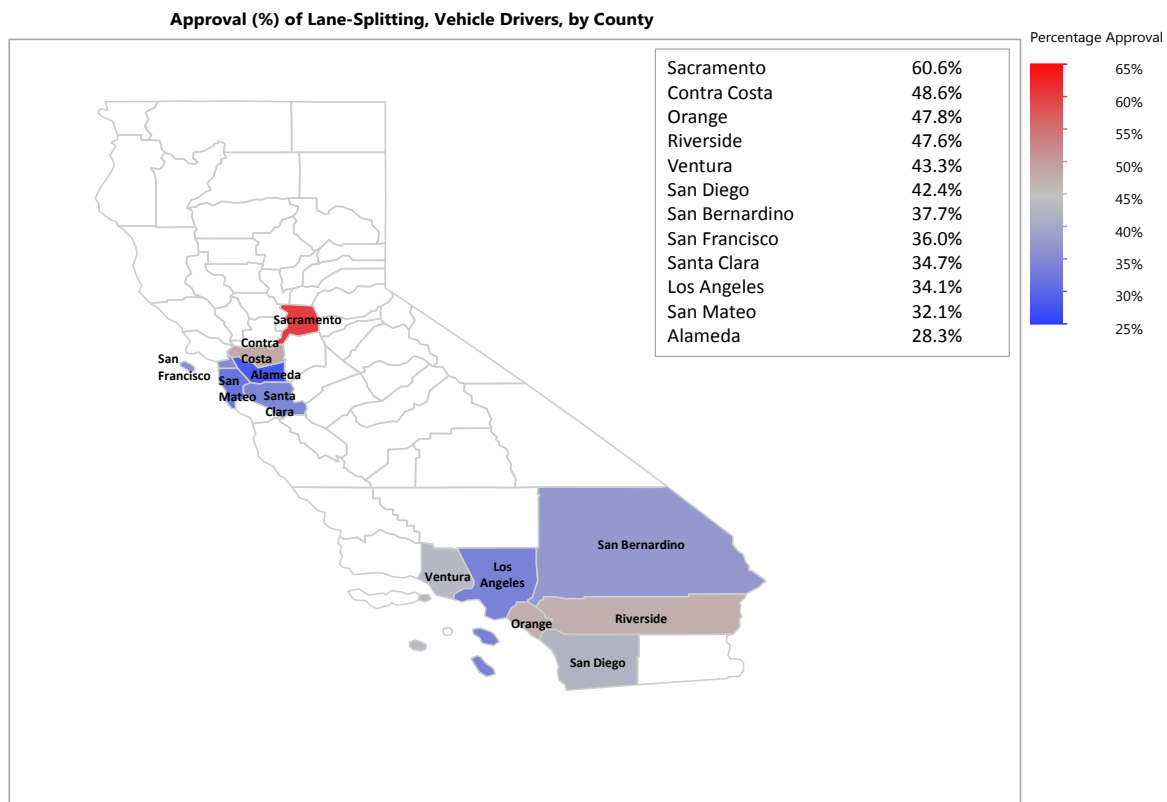 Approval (%) of Lane-Splitting, Vehicle Drivers, by County
Percentage Approval
Sacramento 60.6%
Contra Costa 48.6%
Orange 47.8%
Riverside 47.6%
Ventura 43.3%
San Diego 42.4%
San Bernardino 37.7%
San Francisco 36.0%
Santa Clara 34.7%
Los Angeles 34.1%
San Mateo 32.1%
Alameda 28.3%
65%
60%
55%
50%
45%
40%
35%
30%
25%
Sacramento
Contra
Costa
San
Francisco
Alameda
San
Mateo
Santa
Clara
San Bernardino
Los
Angeles
Ventura
Orange
Riverside
San Diego